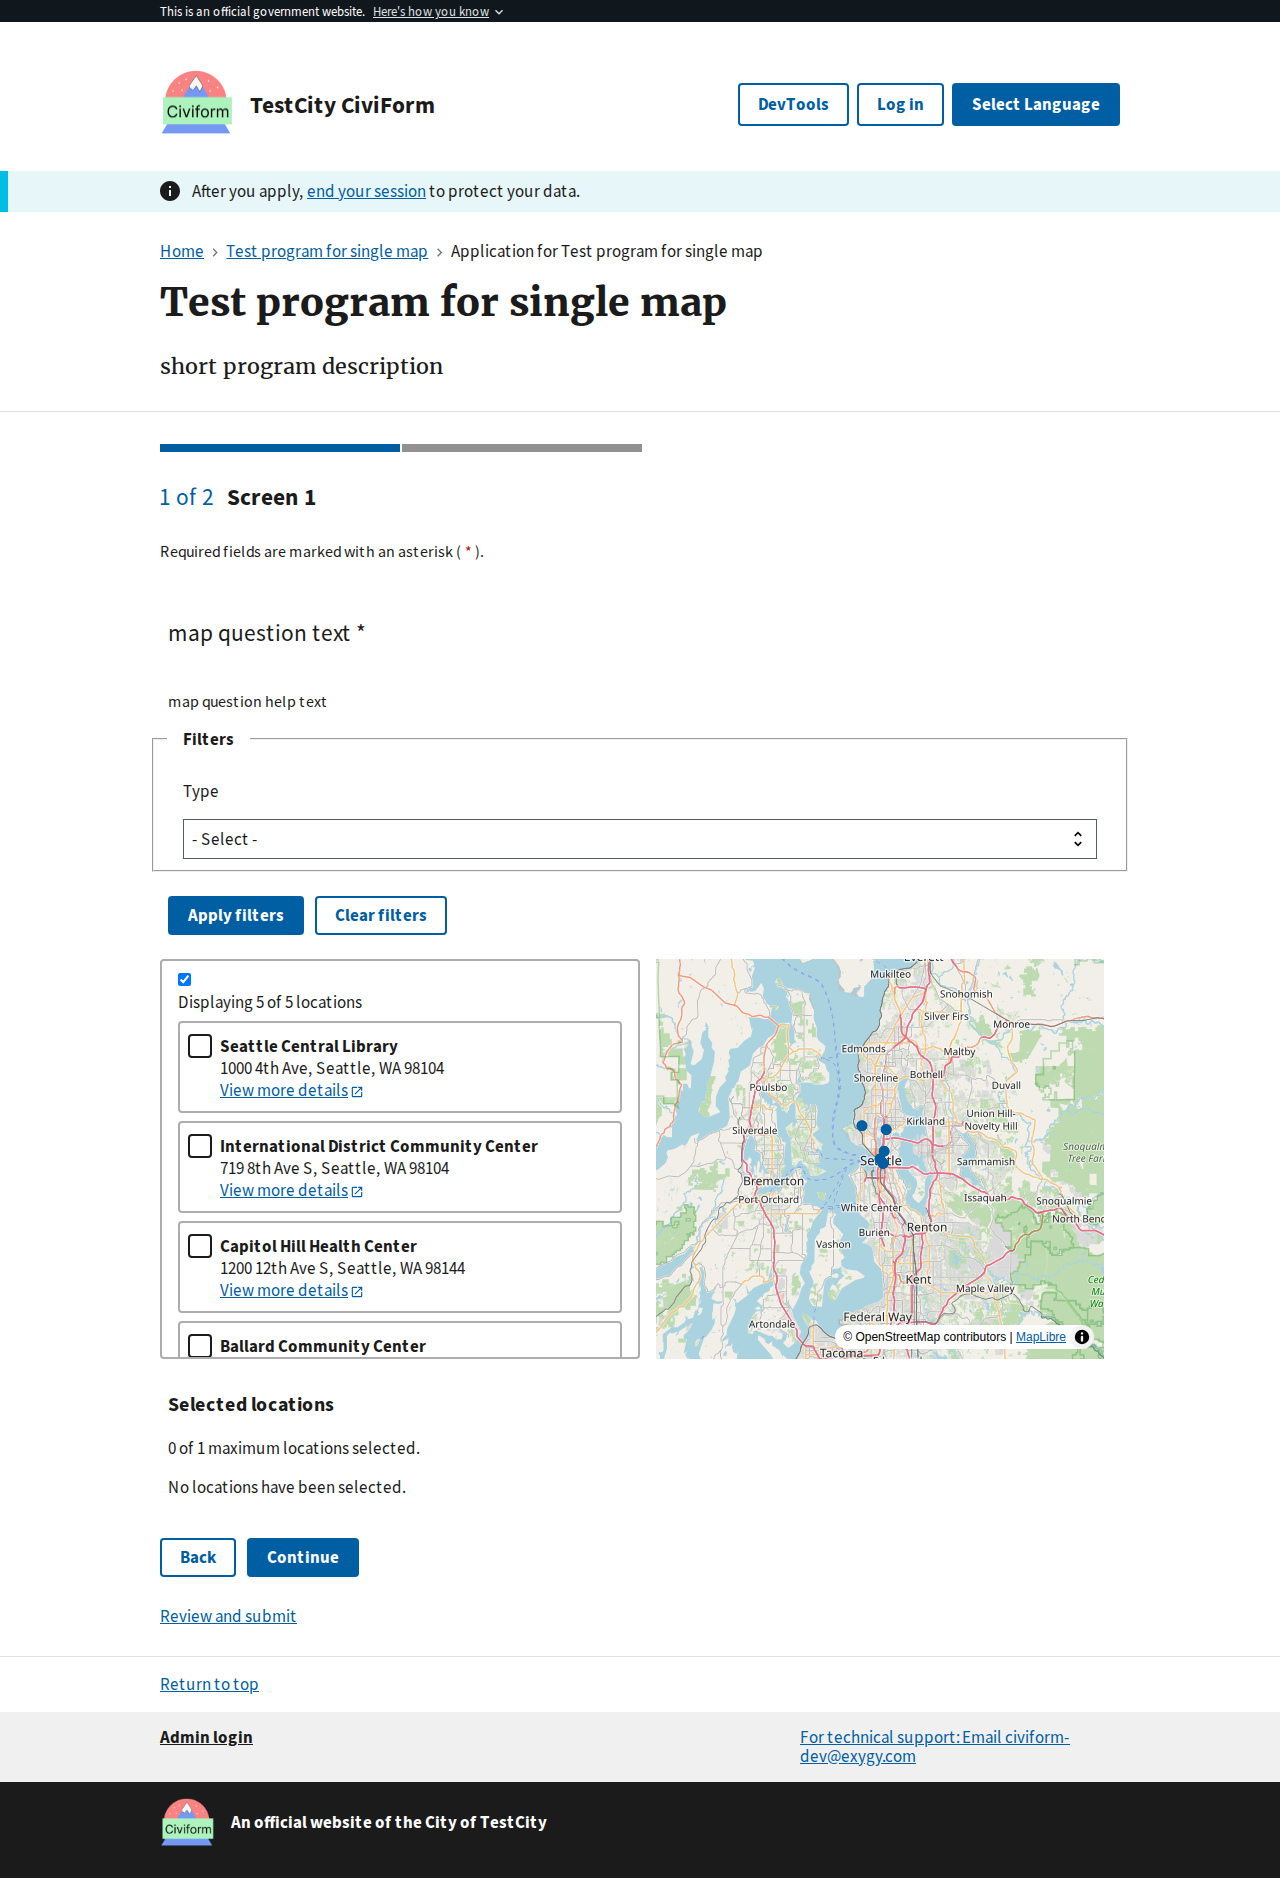 This is an official government website. Here's how you know
Civiform
TestCity CiviForm
DevTools
Log in
Select Language
After you apply, end your session to protect your data.
Home > Test program for single map > Application for Test program for single map
Test program for single map
short program description
1 of 2 Screen 1
Required fields are marked with an asterisk ( * ).
map question text *
map question help text
Filters
Type
- Select -
Apply filters
Clear filters
Displaying 5 of 5 locations
Seattle Central Library
1000 4th Ave, Seattle, WA 98104
View more details
International District Community Center
719 8th Ave S, Seattle, WA 98104
View more details
Capitol Hill Health Center
1200 12th Ave S, Seattle, WA 98144
View more details
Ballard Community Center
Everett
Mukilteo
Snohomish
Silver Firs
Monroe
Edmonds
Maltby
Shoreline
Bothell
Duvall
Poulsbo
Union Hill-
Novelty Hill
Kirkland
Silverdale
Sammamish
Bremerton
Port Orchard
Issaquah
Snoqualmie
White Center
Renton
Burien
Vashon
Kent
Maple Valley
Federal Way
Artondale
Tacoma
© OpenStreetMap contributors | MapLibre
Selected locations
0 of 1 maximum locations selected.
No locations have been selected.
Back
Continue
Review and submit
Return to top
Admin login
For technical support: Email civiform-
dev@exygy.com
Civiform
An official website of the City of TestCity